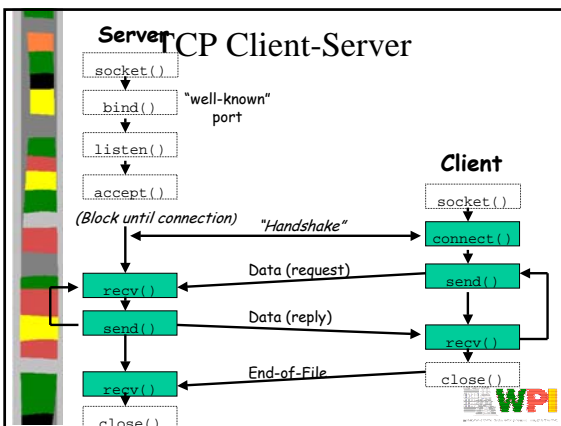 TCP Client-Server
Server
socket()
bind()
"well-known"
port
listen()
accept()
(Block until connection)
"Handshake"
Client
socket()
connect()
Data (request)
send()
recv()
Data (reply)
send()
recv()
End-of-File
recv()
close()
close()
WPI